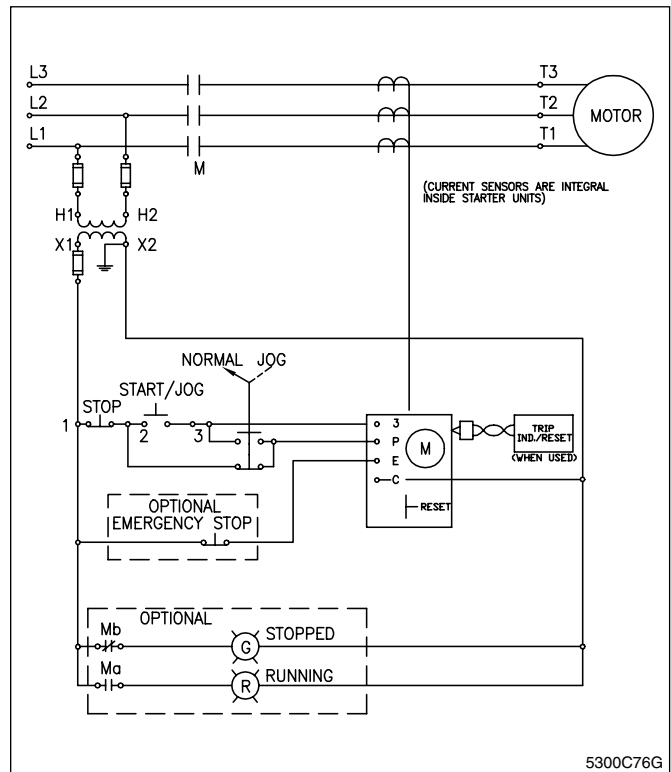 L3
T3
L2
T2
MOTOR
L1
T1
M
(CURRENT SENSORS ARE INTEGRAL
INSIDE STARTER UNITS)
H1
H2
X1
X2
NORMAL JOG
START/JOG
STOP
1
2
3
3
P
E
C
M
RESET
TRIP
IND./RESET
(WHEN USED)
OPTIONAL
EMERGENCY STOP
OPTIONAL
Mb
G
STOPPED
Ma
R
RUNNING
5300C76G